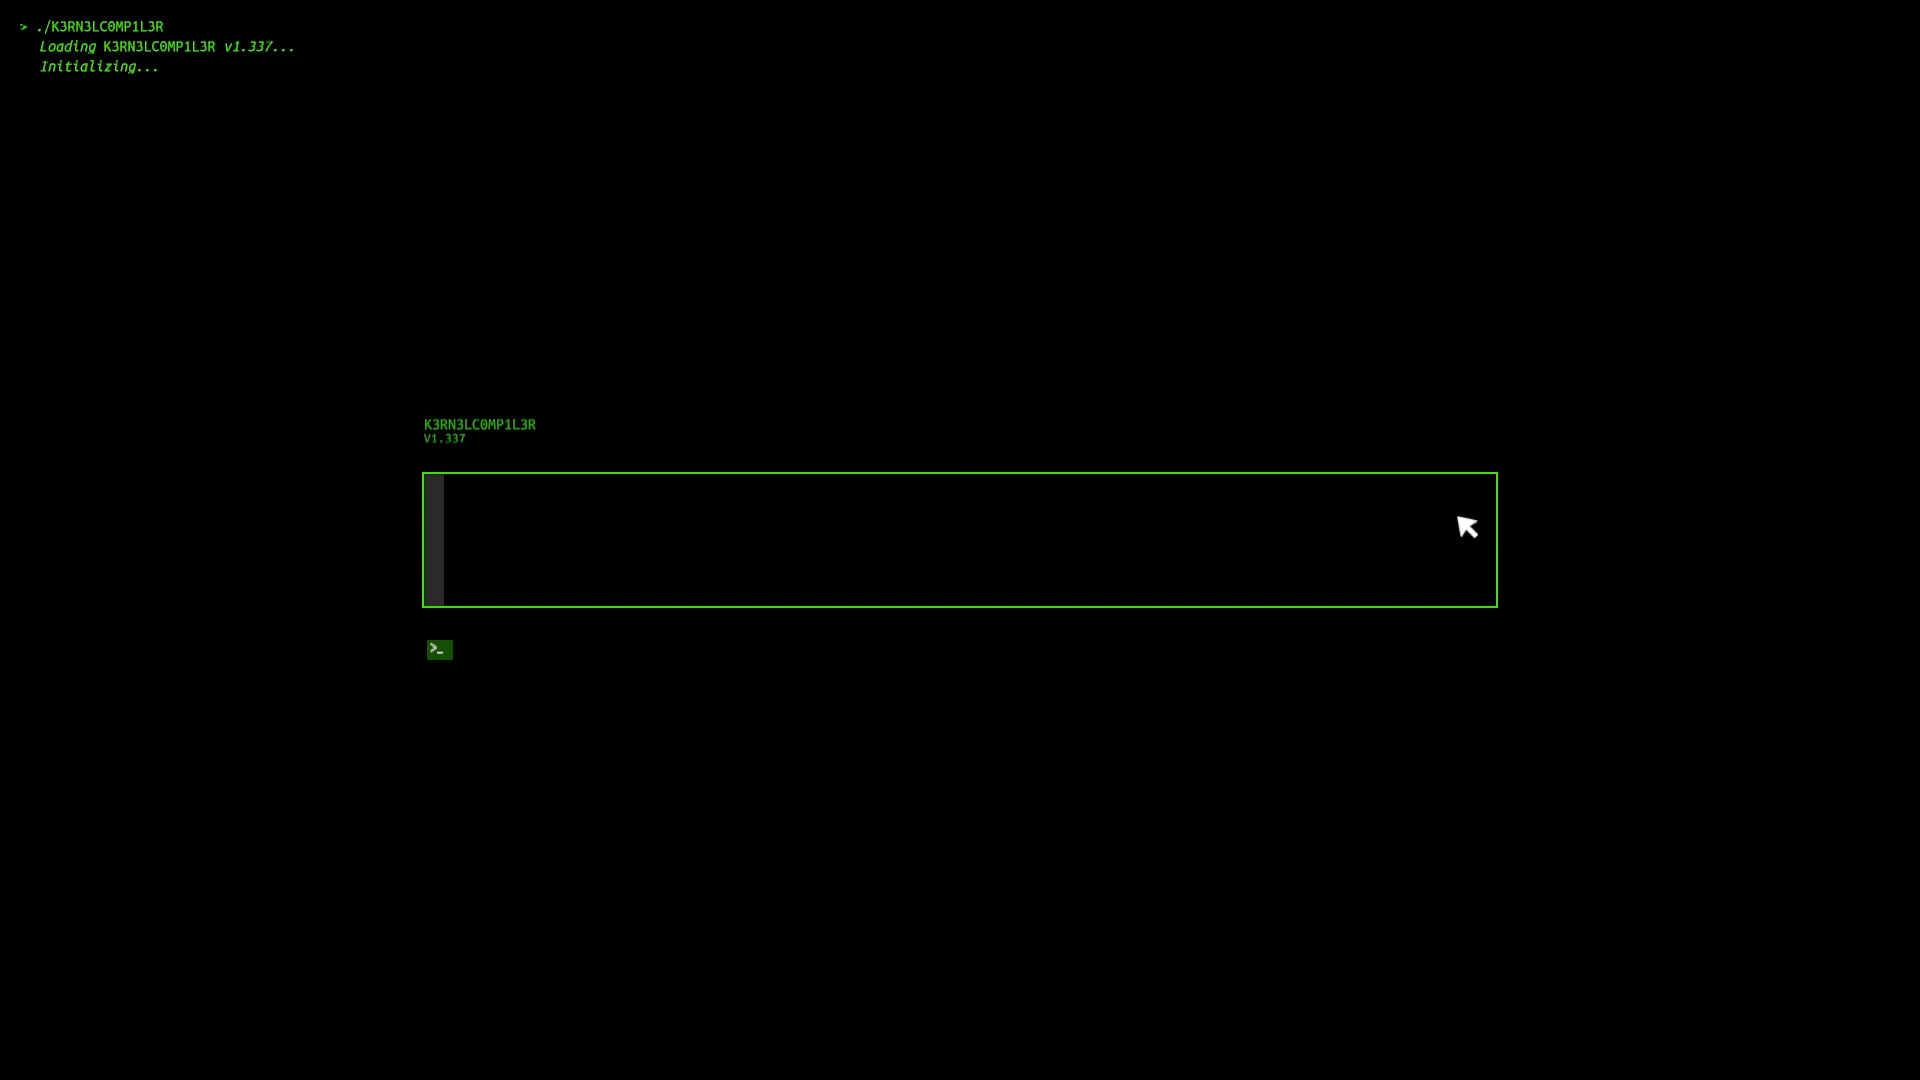 > ./K3RN3LC0MP1L3R
Loading K3RN3LC0MP1L3R v1.337...
Initializing...
K3RN3LC0MP1L3R
V1.337
>_